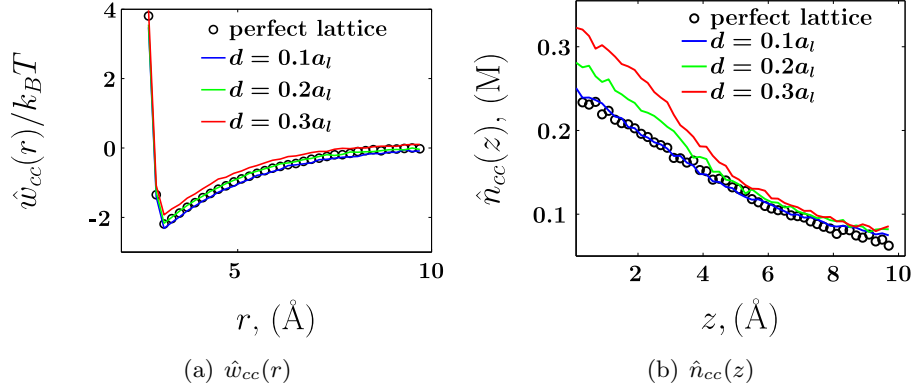 perfect lattice
d = 0.1a_l
d = 0.2a_l
d = 0.3a_l
4
2
0
-2
5
10
ŵ_cc(r)/k_BT
r, (Å)
(a) ŵ_cc(r)
perfect lattice
d = 0.1a_l
d = 0.2a_l
d = 0.3a_l
0.3
0.2
0.1
2
4
6
8
10
n̂_cc(z), (M)
z, (Å)
(b) n̂_cc(z)